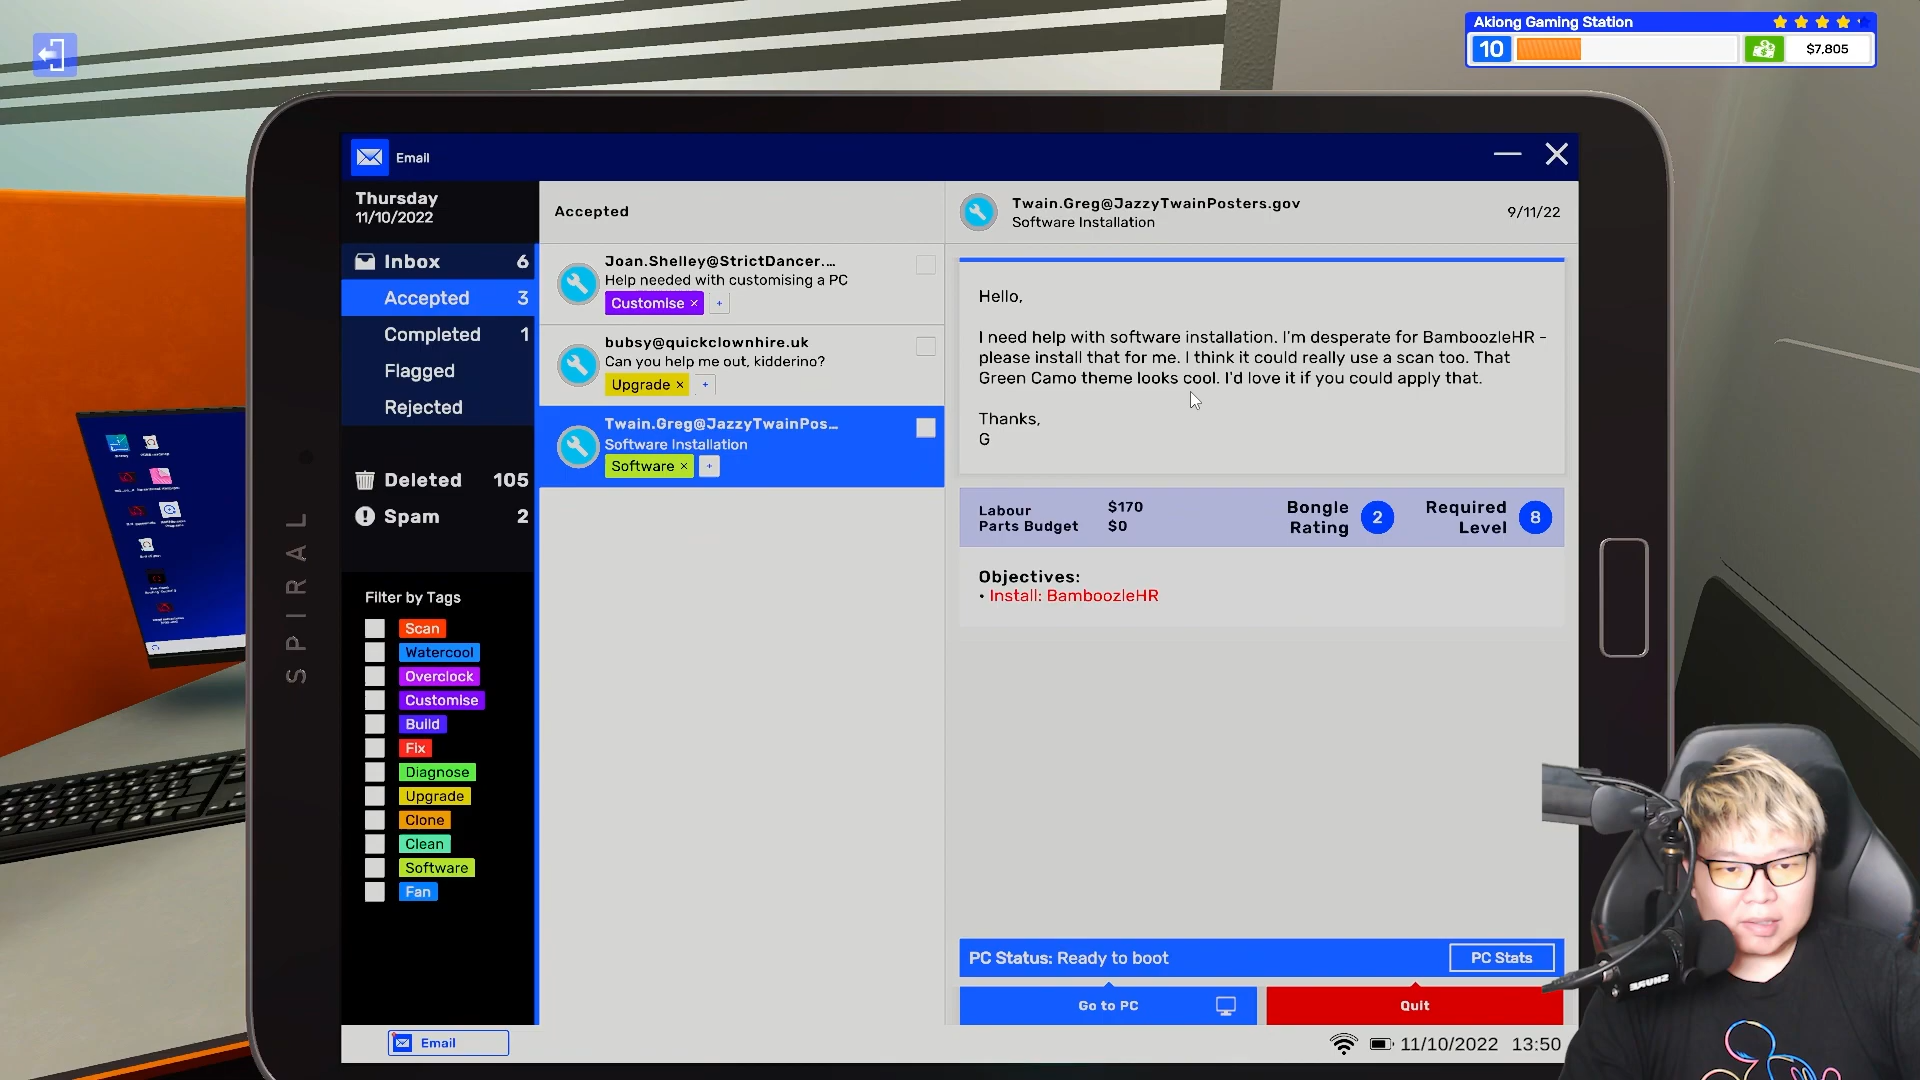 Akiong Gaming Station
10
$7,805
Email
Thursday
11/10/2022
Inbox 6
Accepted 3
Completed 1
Flagged
Rejected
Deleted 105
Spam 2
Filter by Tags
Scan
Watercool
Overclock
Customise
Build
Fix
Diagnose
Upgrade
Clone
Clean
Software
Fan
Accepted
Joan.Shelley@StrictDancer....
Help needed with customising a PC
Customise × +
bubsy@quickclownhire.uk
Can you help me out, kidderino?
Upgrade × +
Twain.Greg@JazzyTwainPos...
Software Installation
Software × +
Twain.Greg@JazzyTwainPosters.gov
Software Installation
9/11/22
Hello,
I need help with software installation. I'm desperate for BamboozleHR -
please install that for me. I think it could really use a scan too. That
Green Camo theme looks cool. I'd love it if you could apply that.
Thanks,
G
Labour $170
Parts Budget $0
Bongle
Rating 2
Required
Level 8
Objectives:
• Install: BamboozleHR
PC Status: Ready to boot
PC Stats
Go to PC
Quit
Email
11/10/2022 13:50
SPIRAL
SHURE